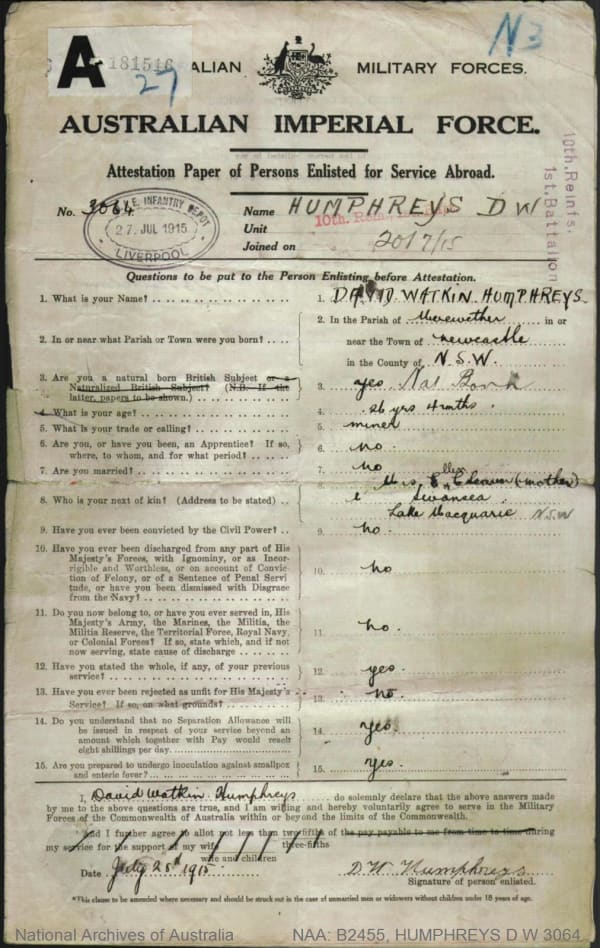 A
181516
27
N3
ALIAN MILITARY FORCES.
AUSTRALIAN IMPERIAL FORCE.
Attestation Paper of Persons Enlisted for Service Abroad.
10th. Reinfs.
1st. Battalion
No. 3064
E INFANTRY DEPOT
27 JUL 1915
LIVERPOOL
Name HUMPHREYS D W
Unit 10th.
Joined on 20/7/15
Questions to be put to the Person Enlisting before Attestation.
1. What is your Name? 1. DAVID WATKIN HUMPHREYS
2. In or near what Parish or Town were you born? 2. In the Parish of Merewether in or
near the Town of Newcastle
in the County of N.S.W.
3. Are you a natural born British Subject or a
Naturalized British Subject? (N.B. If the
latter, papers to be shown.) 3. yes Nat Born
4. What is your age? 4. 26 yrs 4 mths.
5. What is your trade or calling? 5. miner
6. Are you, or have you been, an Apprentice? If so,
where, to whom, and for what period? 6. no
7. Are you married? 7. no
8. Who is your next of kin? (Address to be stated) 8. Mrs (mother)
Swansea
Lake Macquarie N.S.W
9. Have you ever been convicted by the Civil Power? 9. no.
10. Have you ever been discharged from any part of His
Majesty's Forces, with Ignominy, or as Incor-
rigible and Worthless, or on account of Convic
tion of Felony, or of a Sentence of Penal Servi
tude, or have you been dismissed with Disgrace
from the Navy? 10. no
11. Do you now belong to, or have you ever served in, His
Majesty's Army, the Marines, the Militia, the
Militia Reserve, the Territorial Force, Royal Navy,
or Colonial Forces? If so, state which, and if not
now serving, state cause of discharge 11 no.
12. Have you stated the whole, if any, of your previous
service? 12. yes.
13. Have you ever been rejected as unfit for His Majesty's
Service? If so, on what grounds? 13. no.
14. Do you understand that no Separation Allowance will
be issued in respect of your service beyond an
amount which together with Pay would reach
eight shillings per day. 14. yes.
15. Are you prepared to undergo inoculation against smallpox
and enteric fever? 15. yes.
I, David Watkin Humphreys do solemnly declare that the above answers made
by me to the above questions are true, and I am willing and hereby voluntarily agree to serve in the Military
Forces of the Commonwealth of Australia within or beyond the limits of the Commonwealth.
*And I further agree to allot not less than two-fifths of the pay payable to me from time to time during
three-fifths
my service for the support of my wife
wife and children
Date July 25th 1915. D.W. Humphreys
Signature of person enlisted.
*This clause to be amended where necessary and should be struck out in the case of unmarried men or widowers without children under 18 years of age.
National Archives of Australia NAA: B2455, HUMPHREYS D W 3064